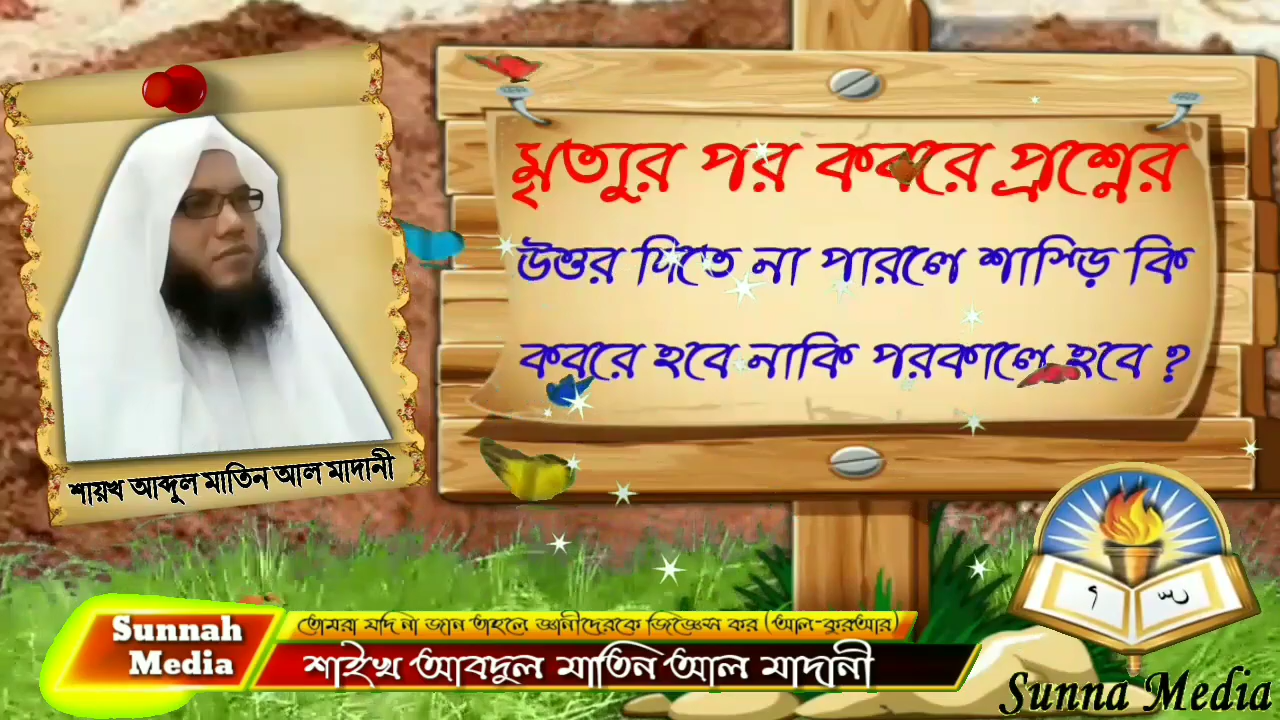 মৃত্যুর পর কবরে প্রশ্নের
উত্তর দিতে না পারলে শাস্তি কি
কবরে হবে নাকি পরকালে হবে ?
শায়খ আব্দুল মাতিন আল মাদানী
Sunnah
Media
তোমরা যদি না জান তাহলে জ্ঞানীদেরকে জিজ্ঞেস কর (আল-কুরআর)
শাইখ আবদুল মাতিন আল মাদানী
Sunna Media